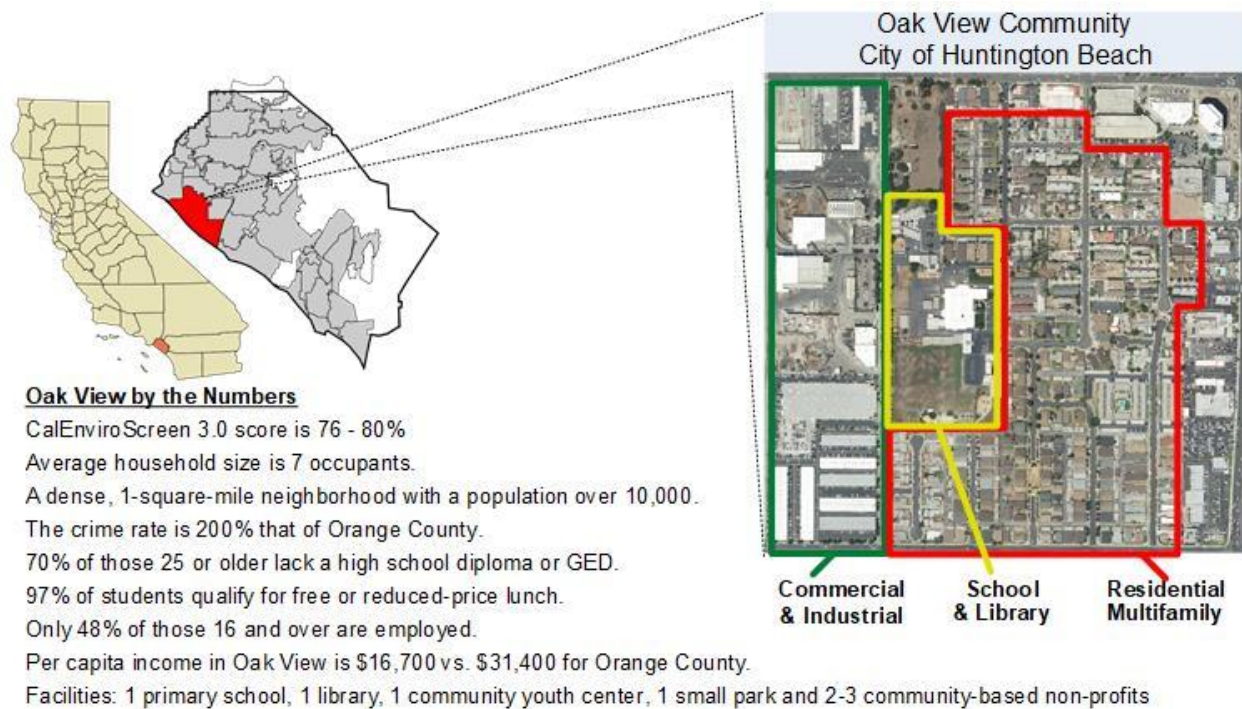 Oak View Community
City of Huntington Beach
Oak View by the Numbers
CalEnviroScreen 3.0 score is 76 - 80%
Average household size is 7 occupants.
A dense, 1-square-mile neighborhood with a population over 10,000.
The crime rate is 200% that of Orange County.
70% of those 25 or older lack a high school diploma or GED.
97% of students qualify for free or reduced-price lunch.
Only 48% of those 16 and over are employed.
Per capita income in Oak View is $16,700 vs. $31,400 for Orange County.
Facilities: 1 primary school, 1 library, 1 community youth center, 1 small park and 2-3 community-based non-profits
Commercial
& Industrial
School
& Library
Residential
Multifamily